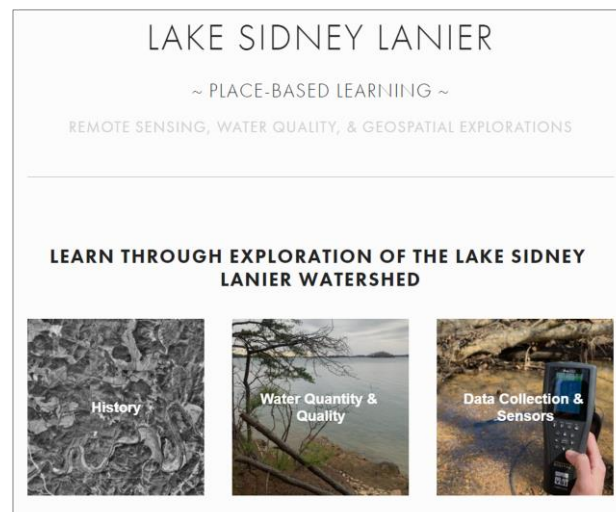 LAKE SIDNEY LANIER
~ PLACE-BASED LEARNING ~
REMOTE SENSING, WATER QUALITY, & GEOSPATIAL EXPLORATIONS
LEARN THROUGH EXPLORATION OF THE LAKE SIDNEY
LANIER WATERSHED
History
Water Quantity &
Quality
Data Collection &
Sensors